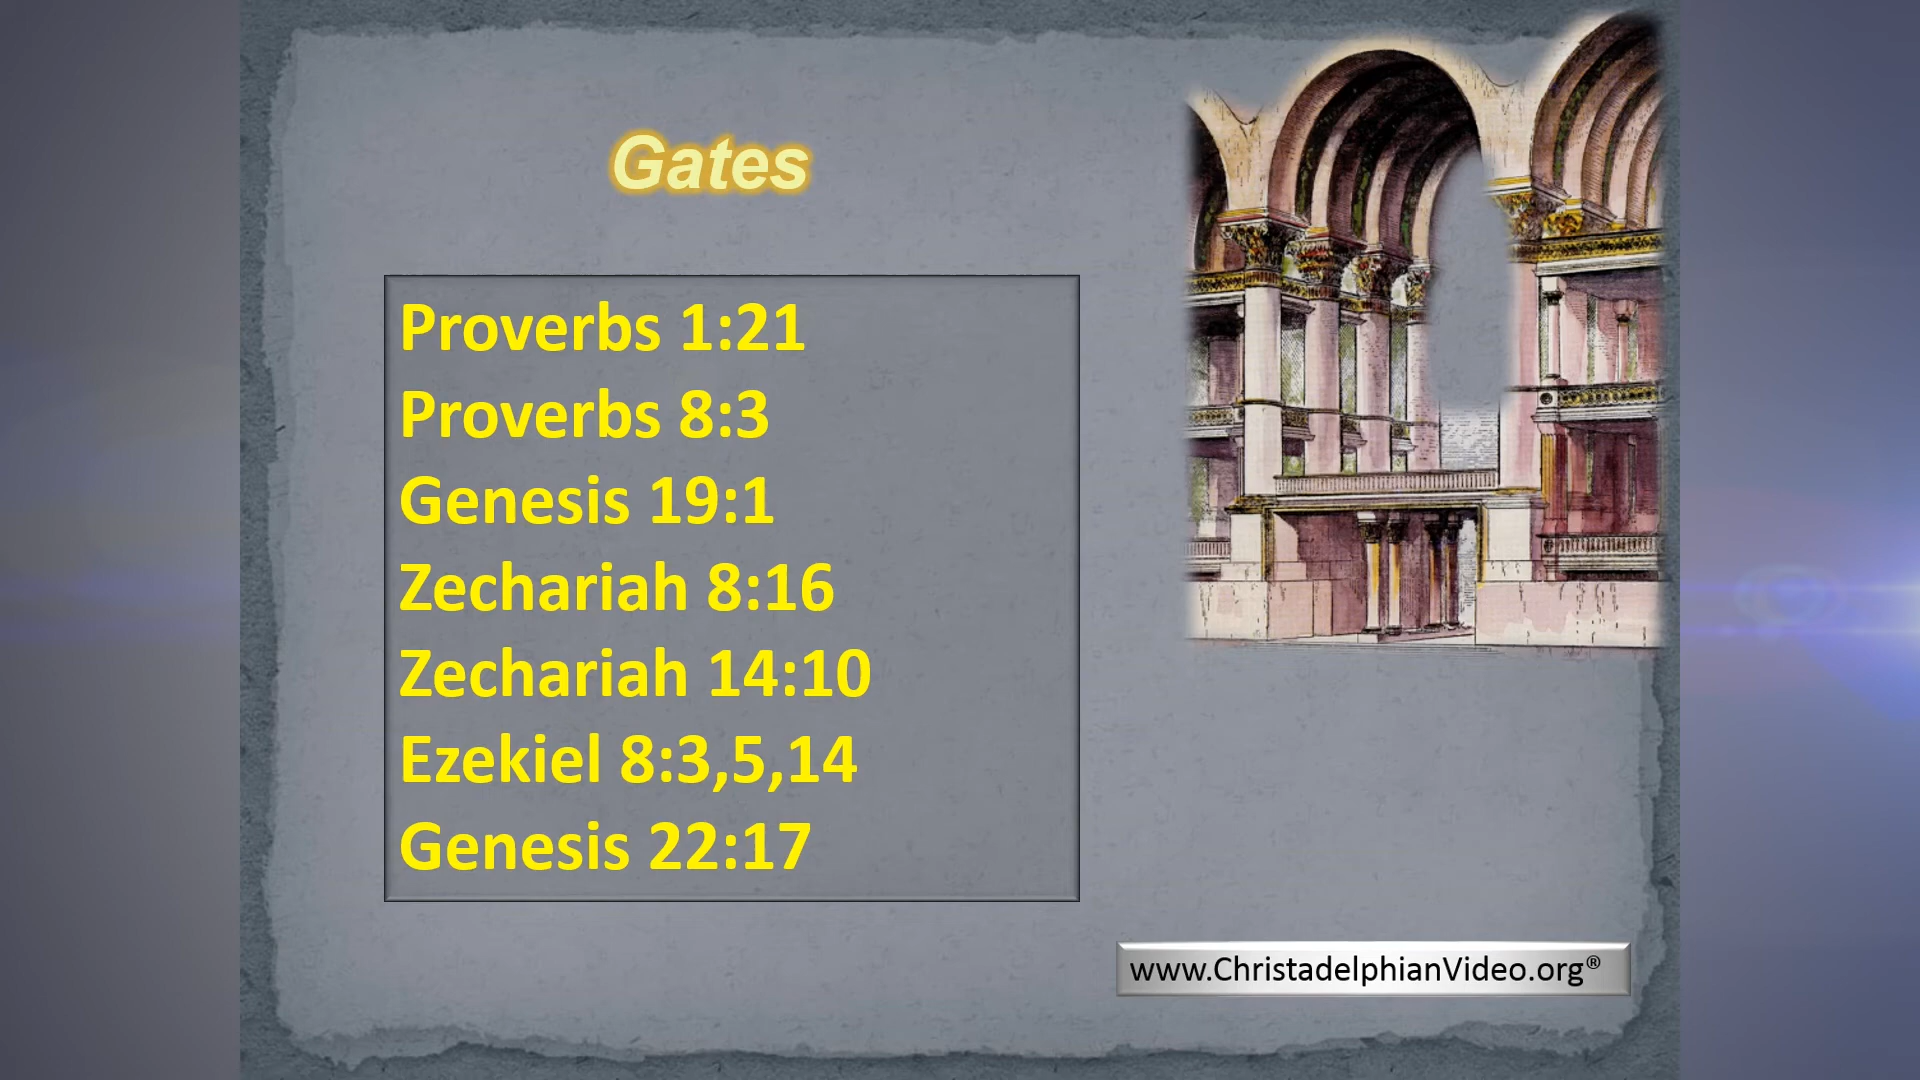 Gates
Proverbs 1:21
Proverbs 8:3
Genesis 19:1
Zechariah 8:16
Zechariah 14:10
Ezekiel 8:3,5,14
Genesis 22:17
www.ChristadelphianVideo.org®